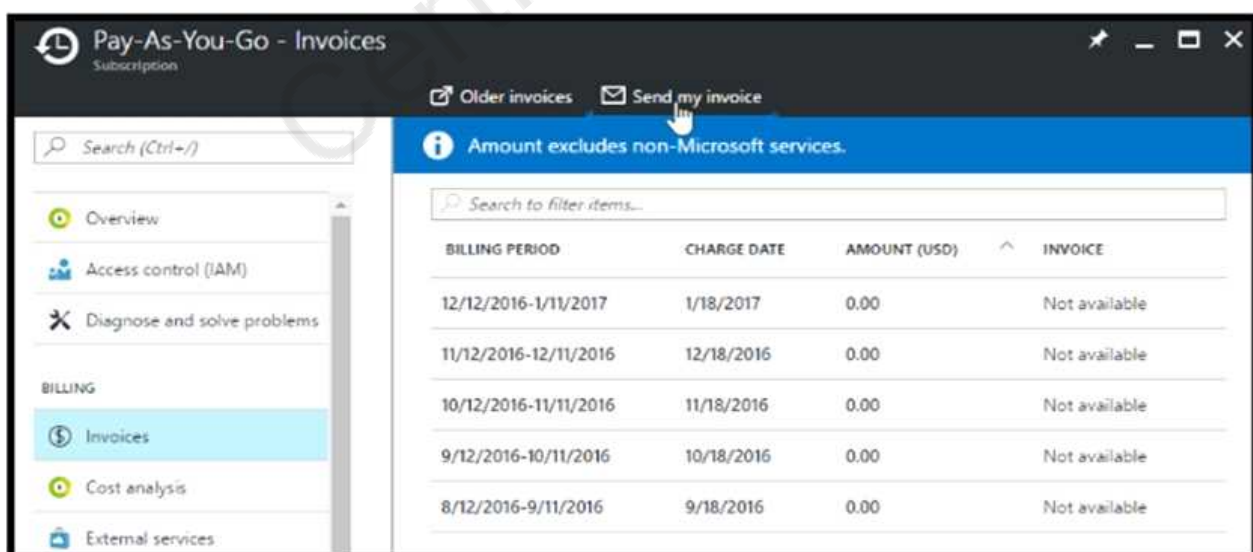 Pay-As-You-Go - Invoices
Subscription
Older invoices Send my invoice
Search (Ctrl+/)
Amount excludes non-Microsoft services.
Overview
Access control (IAM)
Diagnose and solve problems
BILLING
Invoices
Cost analysis
External services
Search to filter items...
BILLING PERIOD CHARGE DATE AMOUNT (USD) INVOICE
12/12/2016-1/11/2017 1/18/2017 0.00 Not available
11/12/2016-12/11/2016 12/18/2016 0.00 Not available
10/12/2016-11/11/2016 11/18/2016 0.00 Not available
9/12/2016-10/11/2016 10/18/2016 0.00 Not available
8/12/2016-9/11/2016 9/18/2016 0.00 Not available